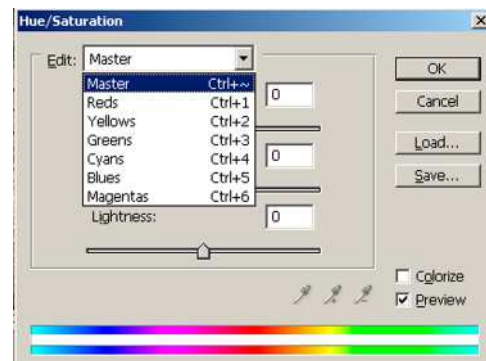 Hue/Saturation
Edit: Master
Master Ctrl+~
Reds Ctrl+1
Yellows Ctrl+2
Greens Ctrl+3
Cyans Ctrl+4
Blues Ctrl+5
Magentas Ctrl+6
0
0
Lightness: 0
OK
Cancel
Load...
Save...
Colorize
Preview